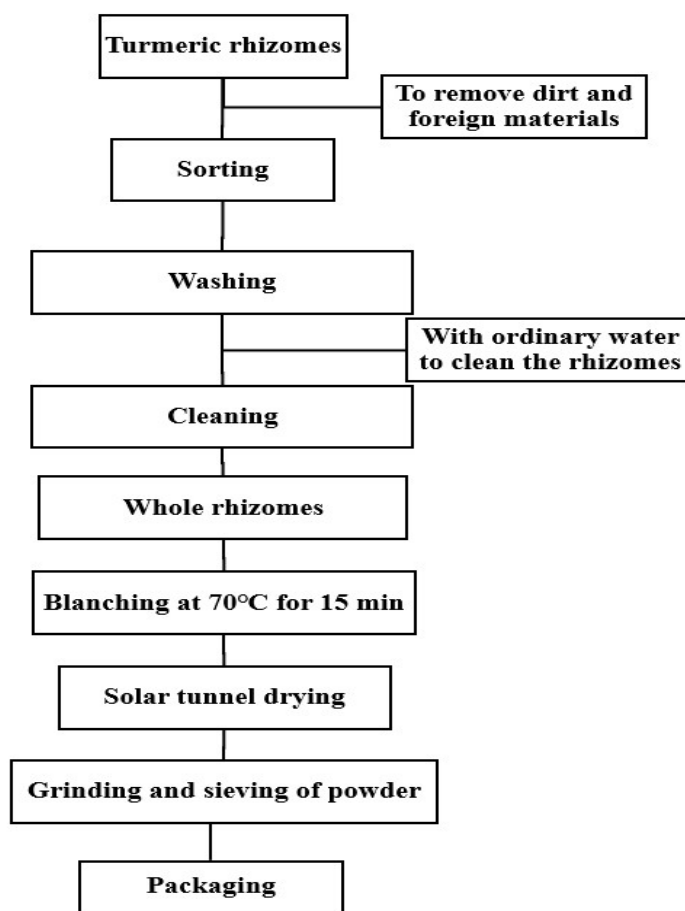 Turmeric rhizomes
To remove dirt and
foreign materials
Sorting
Washing
With ordinary water
to clean the rhizomes
Cleaning
Whole rhizomes
Blanching at 70°C for 15 min
Solar tunnel drying
Grinding and sieving of powder
Packaging